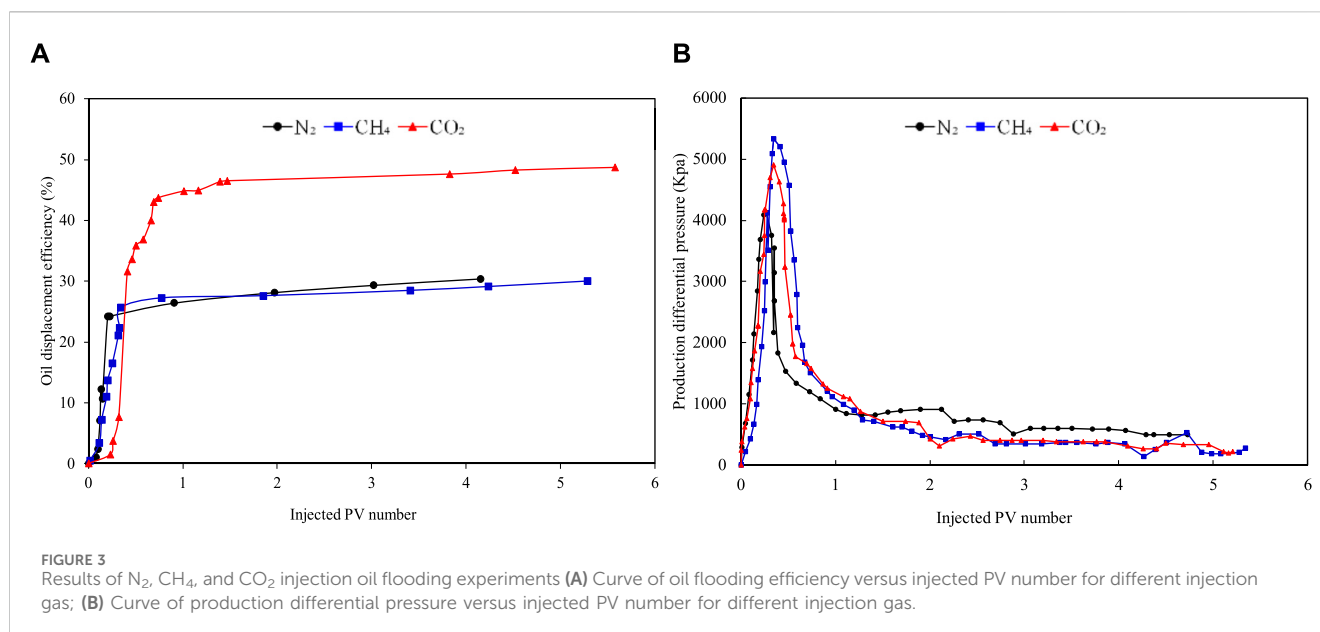 A
B
60
50
40
30
20
10
0
Oil displacement efficiency (%)
N₂ CH₄ CO₂
0 1 2 3 4 5 6
Injected PV number
6000
5000
4000
3000
2000
1000
0
Production differential pressure (Kpa)
N₂ CH₄ CO₂
0 1 2 3 4 5 6
Injected PV number
FIGURE 3
Results of N₂, CH₄, and CO₂ injection oil flooding experiments (A) Curve of oil flooding efficiency versus injected PV number for different injection
gas; (B) Curve of production differential pressure versus injected PV number for different injection gas.